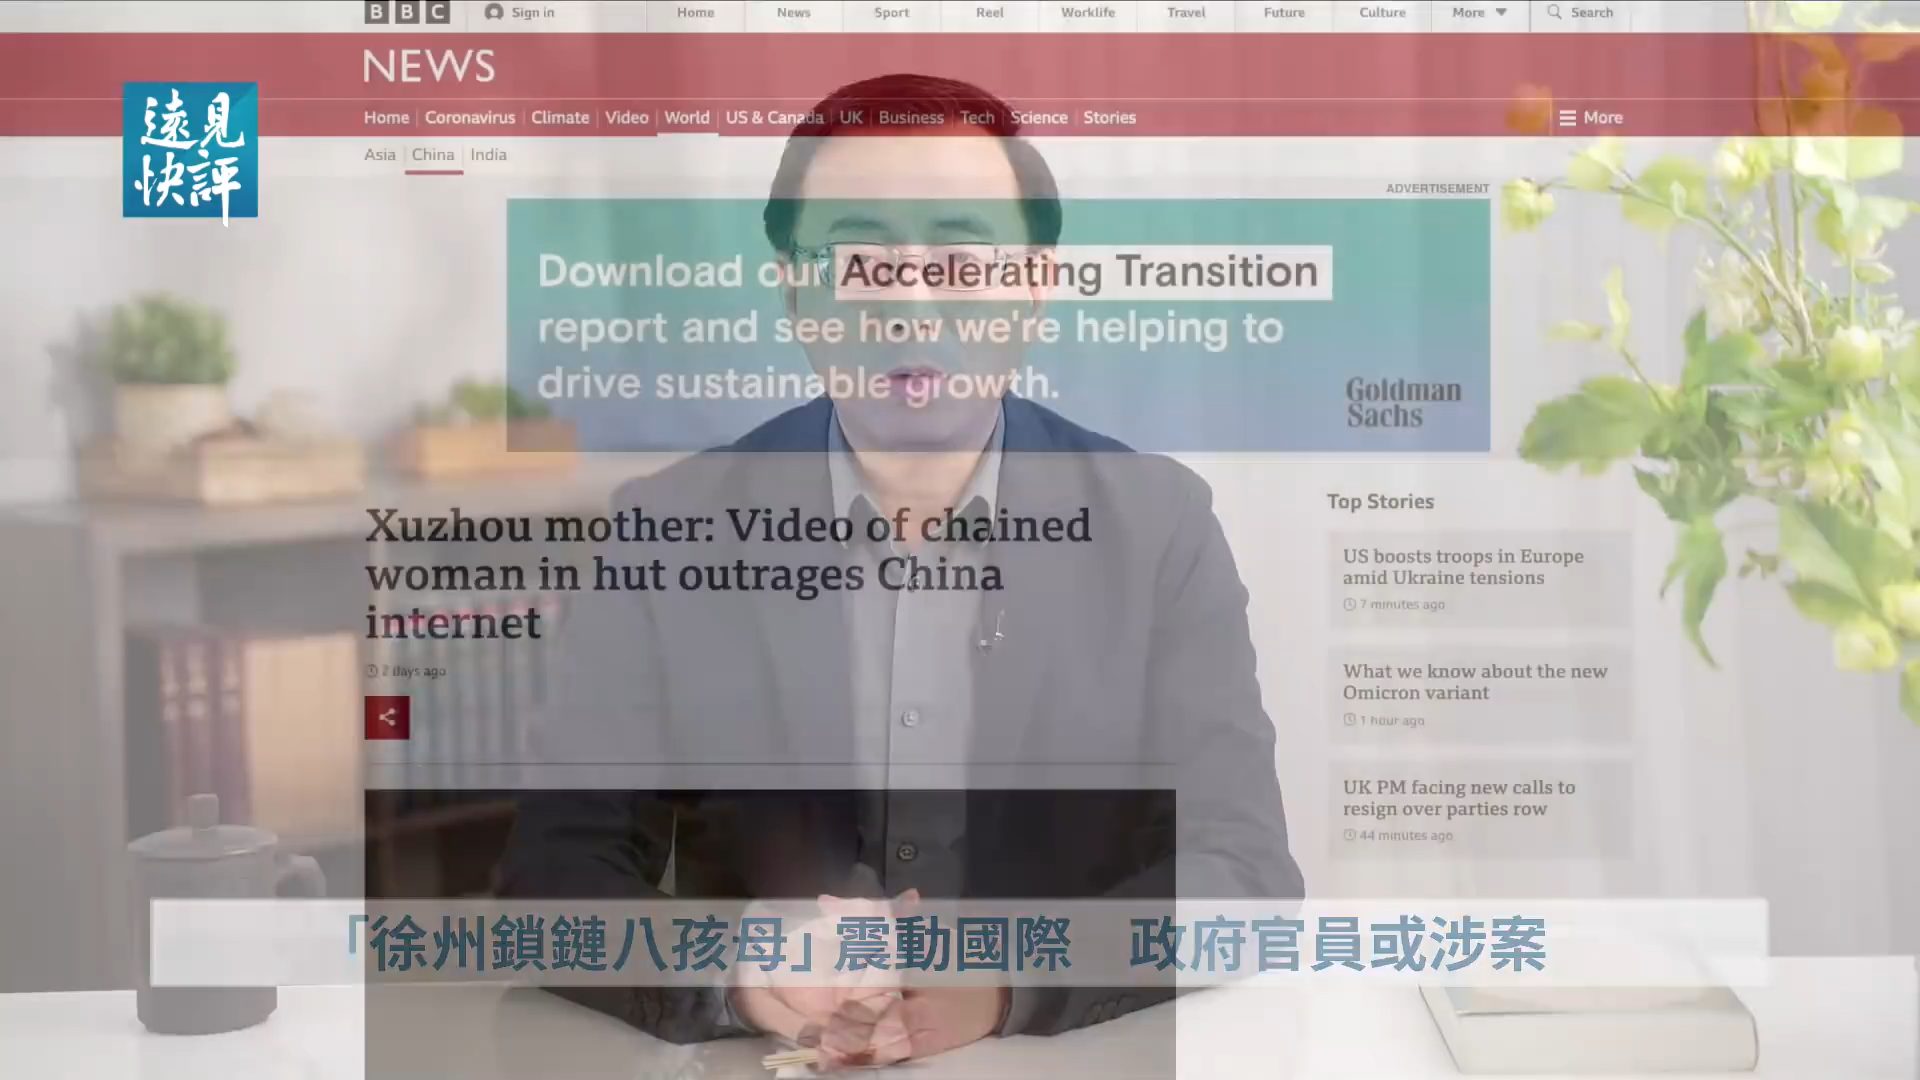 BBC
Sign in
Home
News
Sport
Reel
Worklife
Travel
Future
Culture
More
Search
NEWS
Home
Coronavirus
Climate
Video
World
US & Canada
UK
Business
Tech
Science
Stories
More
Asia
China
India
遠見
快評
ADVERTISEMENT
Download our Accelerating Transition
report and see how we're helping to
drive sustainable growth.
Goldman
Sachs
Xuzhou mother: Video of chained
woman in hut outrages China
internet
2 days ago
Top Stories
US boosts troops in Europe
amid Ukraine tensions
7 minutes ago
What we know about the new
Omicron variant
1 hour ago
UK PM facing new calls to
resign over parties row
44 minutes ago
「徐州鎖鏈八孩母」震動國際 政府官員或涉案